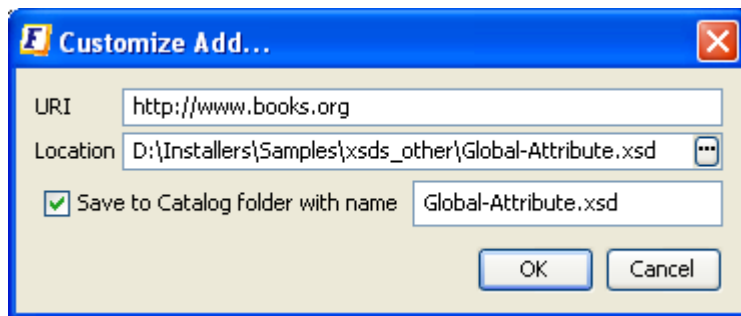 F Customize Add...
URI http://www.books.org
Location D:\Installers\Samples\xsds_other\Global-Attribute.xsd ...
Save to Catalog folder with name Global-Attribute.xsd
OK Cancel